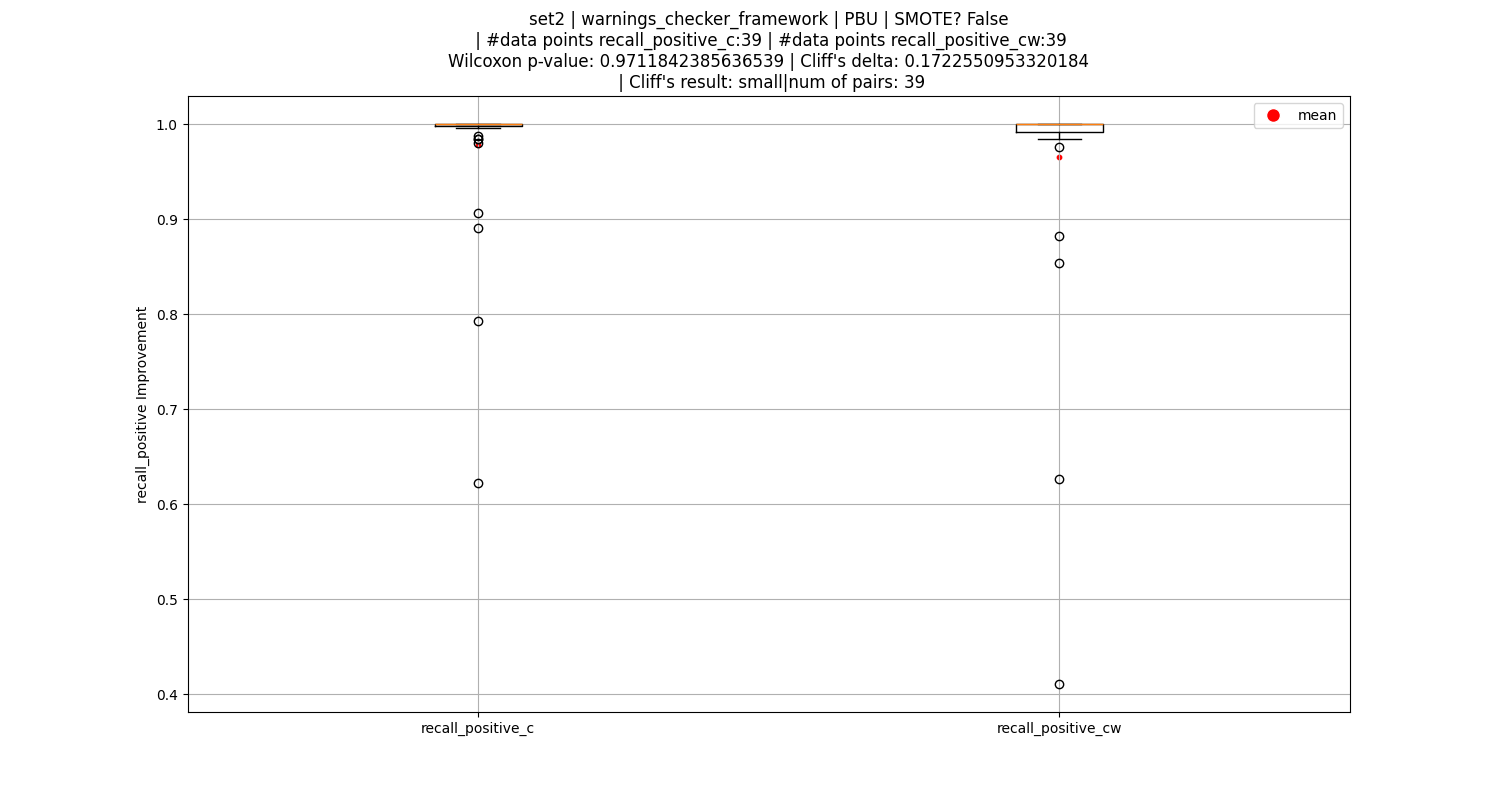 set2 | warnings_checker_framework | PBU | SMOTE? False
| #data points recall_positive_c:39 | #data points recall_positive_cw:39
Wilcoxon p-value: 0.9711842385636539 | Cliff's delta: 0.1722550953320184
| Cliff's result: small|num of pairs: 39
mean
1.0
0.9
0.8
0.7
0.6
0.5
0.4
recall_positive Improvement
recall_positive_c
recall_positive_cw